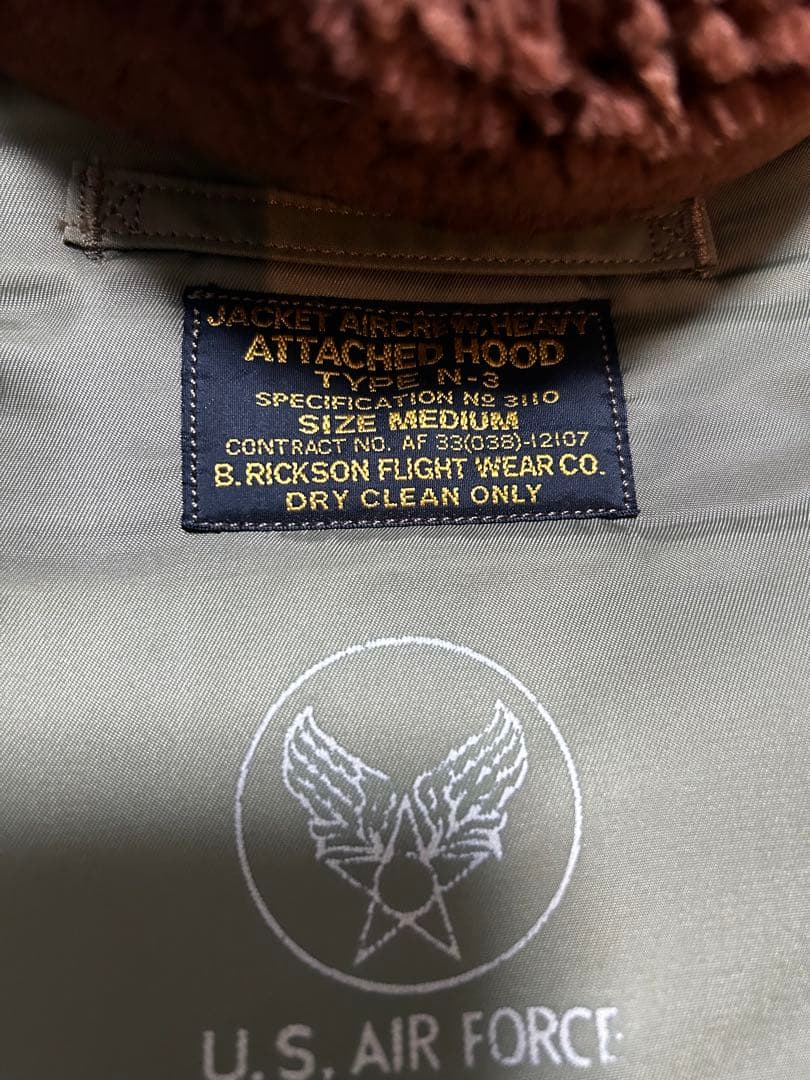 JACKET AIRCREW, HEAVY
ATTACHED HOOD
TYPE N-3
SPECIFICATION No 3110
SIZE MEDIUM
CONTRACT NO. AF 33(038)-12107
B. RICKSON FLIGHT WEAR CO.
DRY CLEAN ONLY
U.S. AIR FORCE